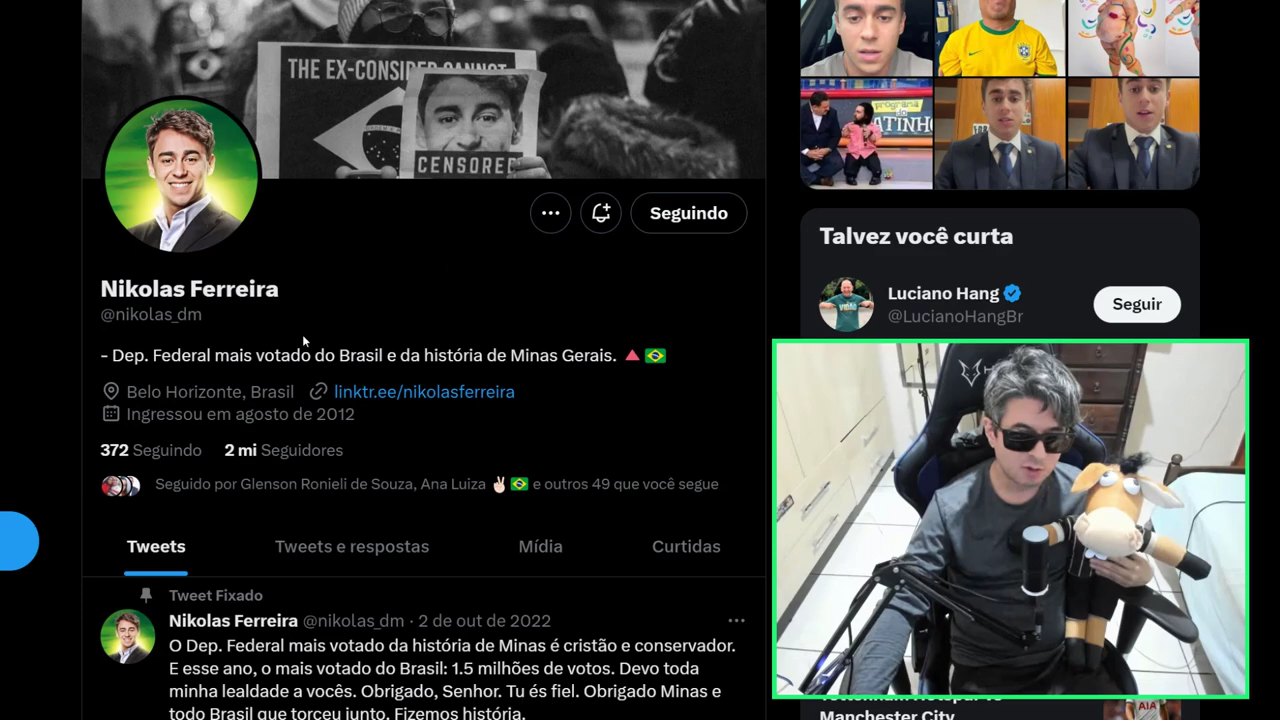 THE EX-CONSIDER CANNOT
CENSORED
Seguindo
Nikolas Ferreira
@nikolas_dm
- Dep. Federal mais votado do Brasil e da história de Minas Gerais.
Belo Horizonte, Brasil linktr.ee/nikolasferreira
Ingressou em agosto de 2012
372 Seguindo 2 mi Seguidores
Seguido por Glenson Ronieli de Souza, Ana Luiza ✌🏻 🇧🇷 e outros 49 que você segue
Tweets Tweets e respostas Mídia Curtidas
Tweet Fixado
Nikolas Ferreira @nikolas_dm · 2 de out de 2022
O Dep. Federal mais votado da história de Minas é cristão e conservador.
E esse ano, o mais votado do Brasil: 1.5 milhões de votos. Devo toda
minha lealdade a vocês. Obrigado, Senhor. Tu és fiel. Obrigado Minas e
todo Brasil que torceu junto. Fizemos história.
programa
do
RATINHO
Talvez você curta
Luciano Hang
@LucianoHangBr
Seguir
Manchester City
AIA